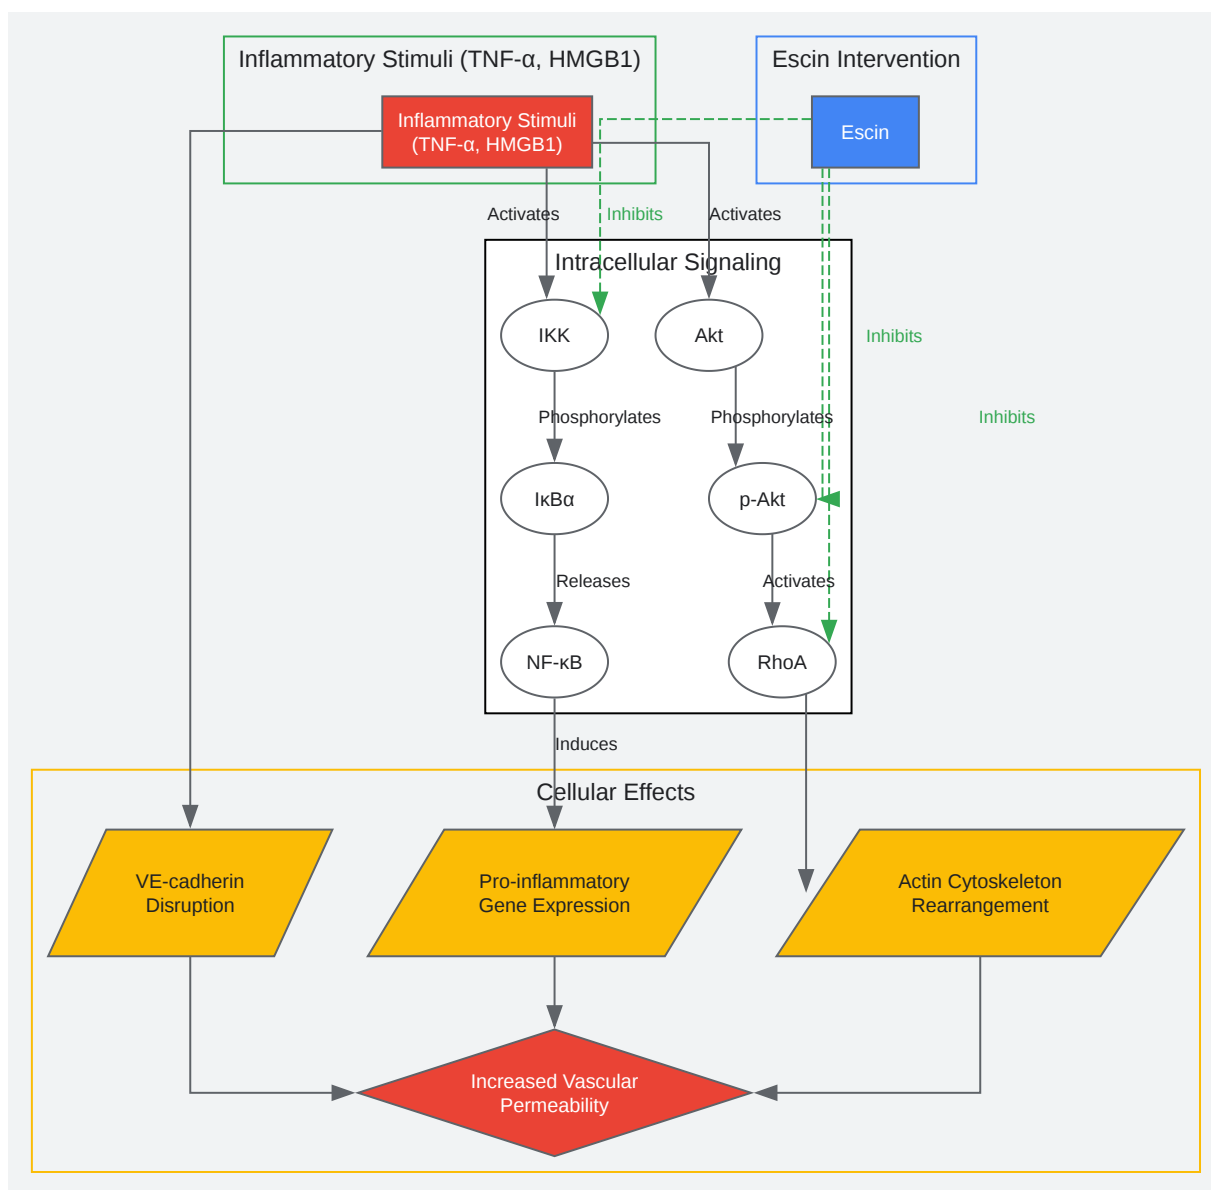 Inflammatory Stimuli (TNF-α, HMGB1)
Escin Intervention
Inflammatory Stimuli
(TNF-α, HMGB1)
Escin
Activates
Inhibits
Activates
Intracellular Signaling
IKK
Akt
Inhibits
Phosphorylates
Phosphorylates
Inhibits
IκBα
p-Akt
Releases
Activates
NF-κB
RhoA
Induces
Cellular Effects
VE-cadherin
Disruption
Pro-inflammatory
Gene Expression
Actin Cytoskeleton
Rearrangement
Increased Vascular
Permeability